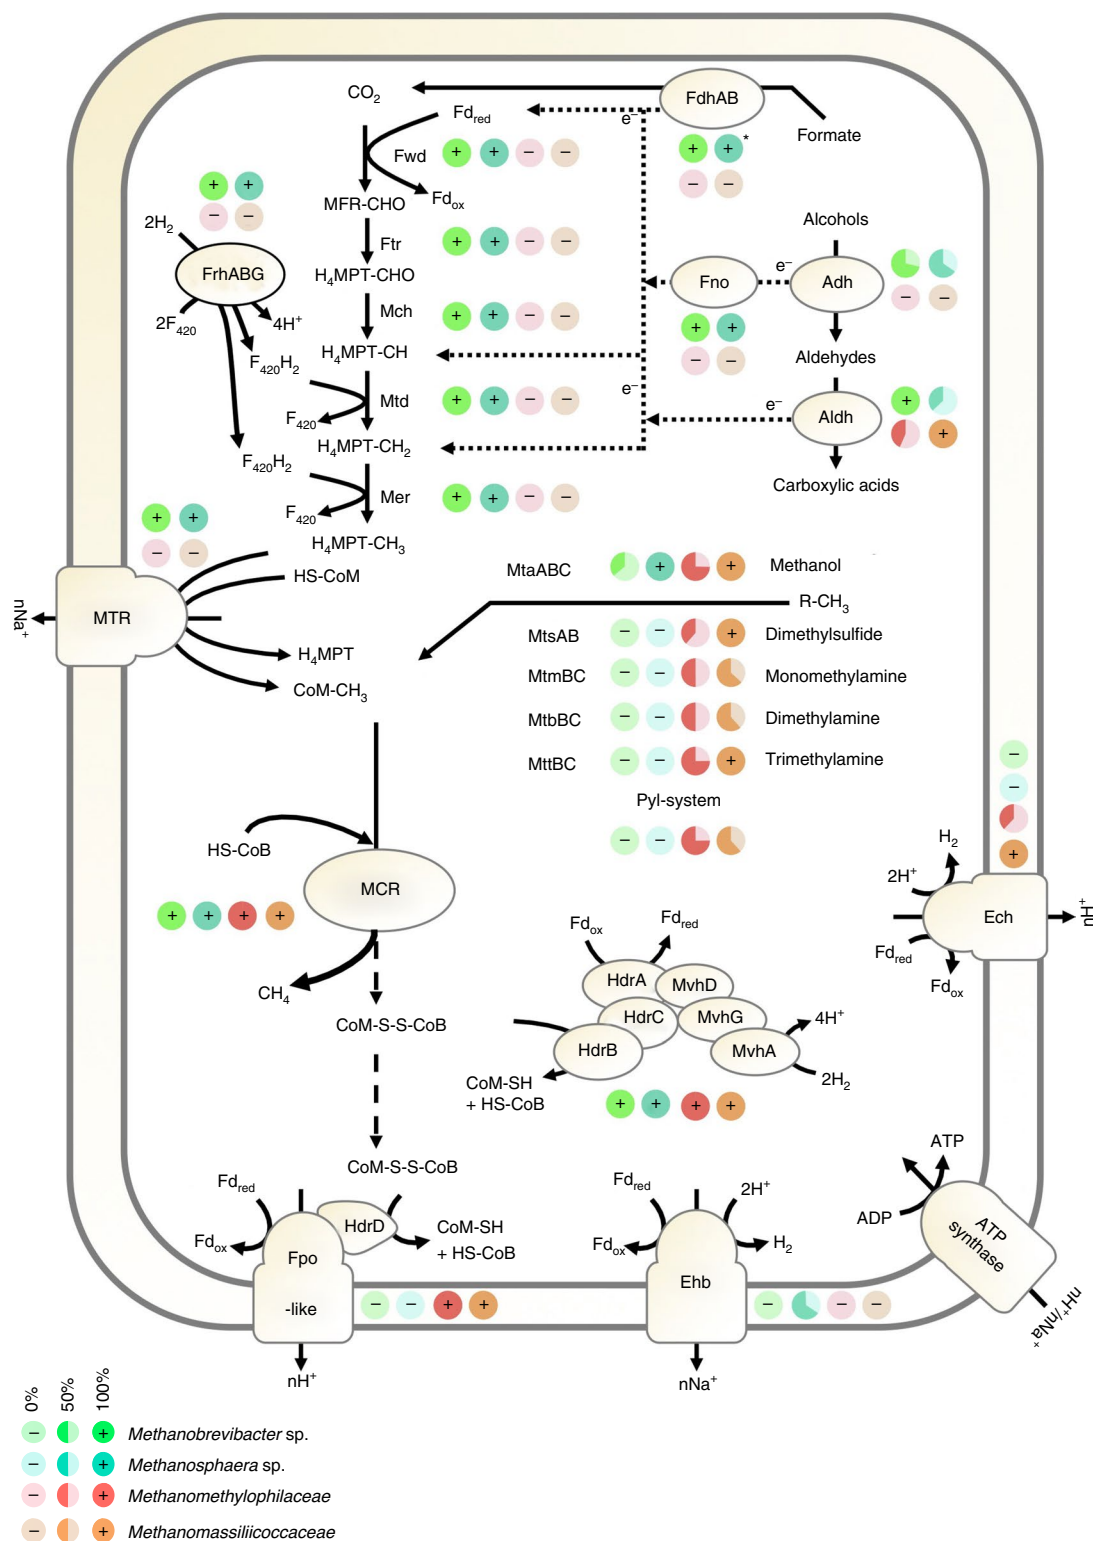 CO2
Fdred
Fwd
+ + − −
MFR-CHO
Fdox
Ftr
+ + − −
H4MPT-CHO
Mch
+ + − −
H4MPT-CH
Mtd
+ + − −
F420
H4MPT-CH2
F420H2
Mer
+ + − −
F420
H4MPT-CH3
+ +
− −
2H2
FrhABG
2F420
4H+
F420H2
e−
FdhAB
Formate
+ +*
− −
Alcohols
e−
Fno
Adh
+ +
− −
− −
Aldehydes
e−
e−
Aldh
+
+
Carboxylic acids
+ +
− −
HS-CoM
nNa+
MTR
H4MPT
CoM-CH3
MtaABC
+ +
Methanol
R-CH3
MtsAB
− − +
Dimethylsulfide
MtmBC
− −
Monomethylamine
MtbBC
− −
Dimethylamine
MttBC
− − +
Trimethylamine
Pyl-system
− −
−
−
+
H2
2H+
Ech
nH+
Fdred
Fdox
HS-CoB
MCR
+ + + +
CH4
CoM-S-S-CoB
Fdox
Fdred
HdrA
MvhD
HdrC
MvhG
HdrB
MvhA
4H+
2H2
CoM-SH
+ HS-CoB
+ + + +
CoM-S-S-CoB
Fdred
HdrD
Fdox
Fpo
-like
CoM-SH
+ HS-CoB
− − + +
nH+
Fdred
2H+
Fdox
H2
Ehb
− − −
nNa+
ATP
ADP
ATP
synthase
nH+/nNa+
0% 50% 100%
− + Methanobrevibacter sp.
− + Methanosphaera sp.
− + Methanomethylophilaceae
− + Methanomassiliicoccaceae